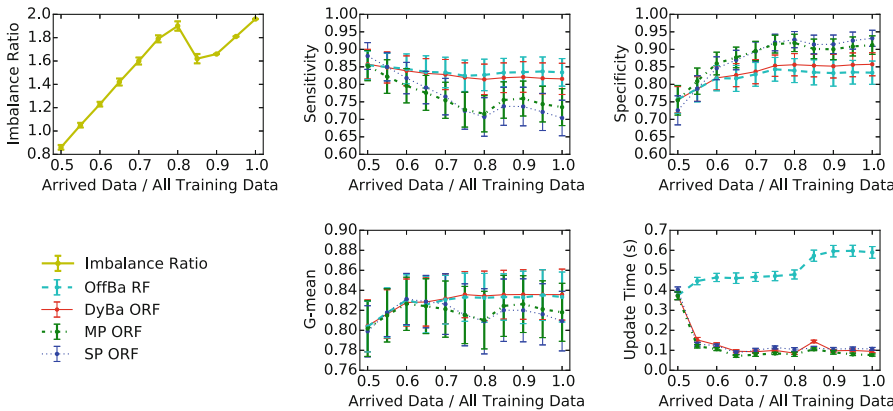 Imbalance Ratio
2.0
1.8
1.6
1.4
1.2
1.0
0.8
0.5 0.6 0.7 0.8 0.9 1.0
Arrived Data / All Training Data
Sensitivity
1.00
0.95
0.90
0.85
0.80
0.75
0.70
0.65
0.60
0.5 0.6 0.7 0.8 0.9 1.0
Arrived Data / All Training Data
Specificity
1.00
0.95
0.90
0.85
0.80
0.75
0.70
0.65
0.60
0.5 0.6 0.7 0.8 0.9 1.0
Arrived Data / All Training Data
Imbalance Ratio
OffBa RF
DyBa ORF
MP ORF
SP ORF
G-mean
0.90
0.88
0.86
0.84
0.82
0.80
0.78
0.76
0.5 0.6 0.7 0.8 0.9 1.0
Arrived Data / All Training Data
Update Time (s)
0.7
0.6
0.5
0.4
0.3
0.2
0.1
0.0
0.5 0.6 0.7 0.8 0.9 1.0
Arrived Data / All Training Data